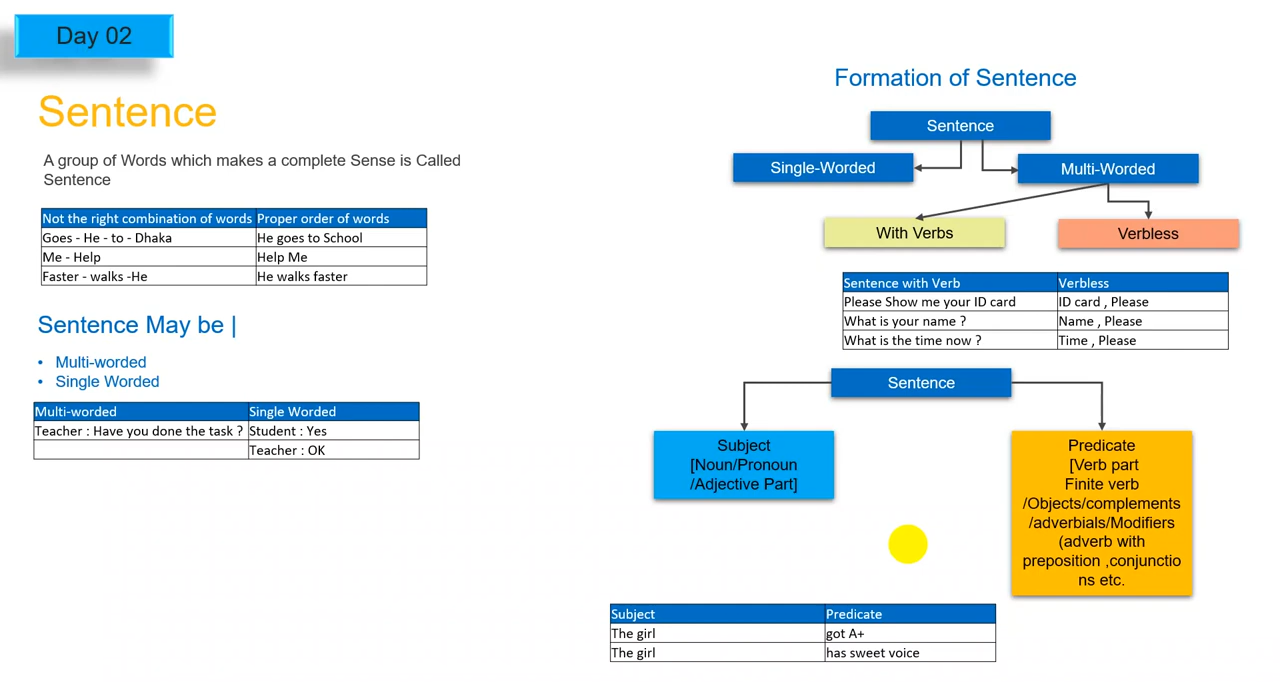 Day 02
Sentence
A group of Words which makes a complete Sense is Called
Sentence
Not the right combination of words Proper order of words
Goes - He - to - Dhaka He goes to School
Me - Help Help Me
Faster - walks -He He walks faster
Sentence May be |
• Multi-worded
• Single Worded
Multi-worded Single Worded
Teacher : Have you done the task ? Student : Yes
Teacher : OK
Formation of Sentence
Sentence
Single-Worded Multi-Worded
With Verbs Verbless
Sentence with Verb Verbless
Please Show me your ID card ID card , Please
What is your name ? Name , Please
What is the time now ? Time , Please
Sentence
Subject
[Noun/Pronoun
/Adjective Part]
Predicate
[Verb part
Finite verb
/Objects/complements
/adverbials/Modifiers
(adverb with
preposition ,conjunctio
ns etc.
Subject Predicate
The girl got A+
The girl has sweet voice